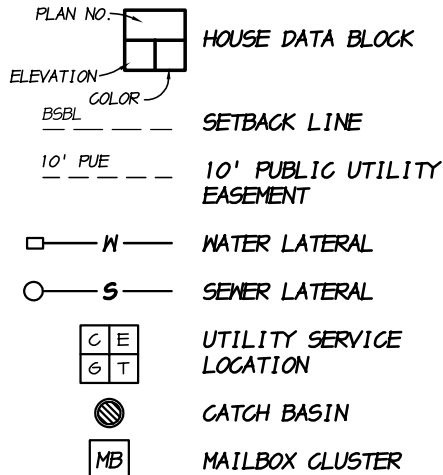 PLAN NO.
HOUSE DATA BLOCK
ELEVATION
COLOR
BSBL
SETBACK LINE
10' PUE
10' PUBLIC UTILITY
EASEMENT
W
WATER LATERAL
S
SEWER LATERAL
C E
G T
UTILITY SERVICE
LOCATION
CATCH BASIN
MB
MAILBOX CLUSTER